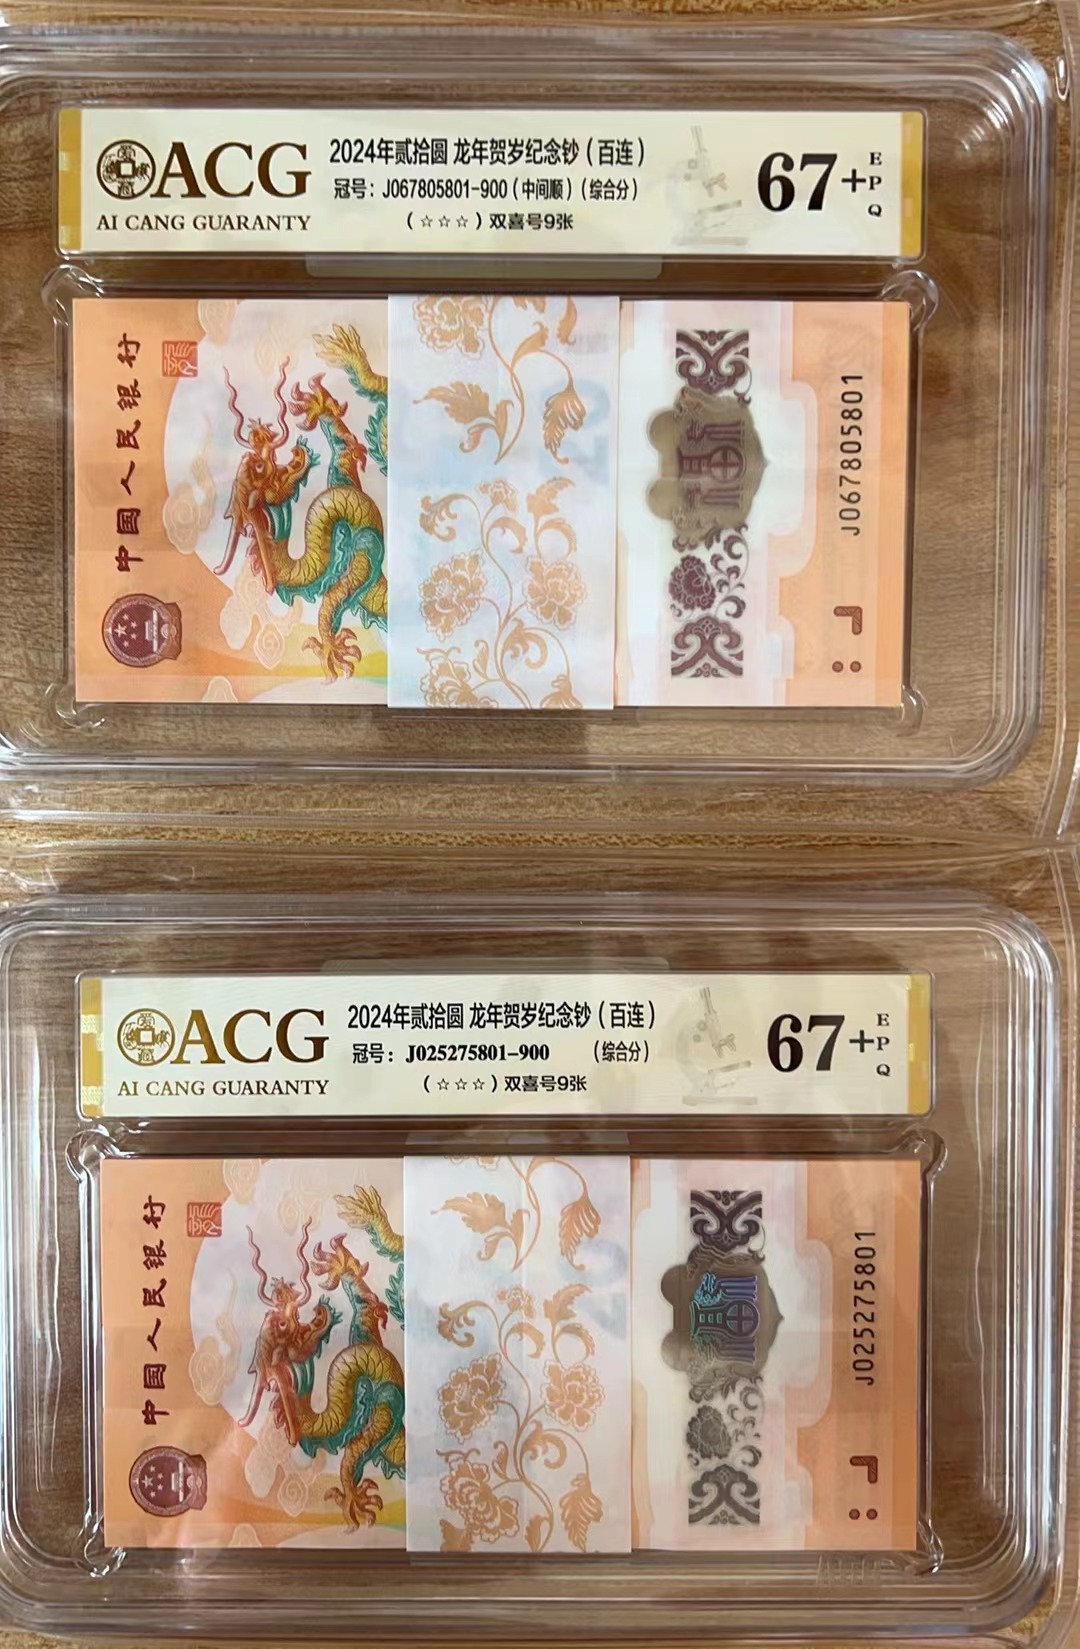 ACG
AI CANG GUARANTY
2024年贰拾圆 龙年贺岁纪念钞（百连）
冠号：J067805801-900（中间顺）（综合分）
（☆☆☆）双喜号9张
67+
EPQ
中国人民银行
J067805801
ACG
AI CANG GUARANTY
2024年贰拾圆 龙年贺岁纪念钞（百连）
冠号：J025275801-900 （综合分）
（☆☆☆）双喜号9张
67+
EPQ
中国人民银行
J025275801